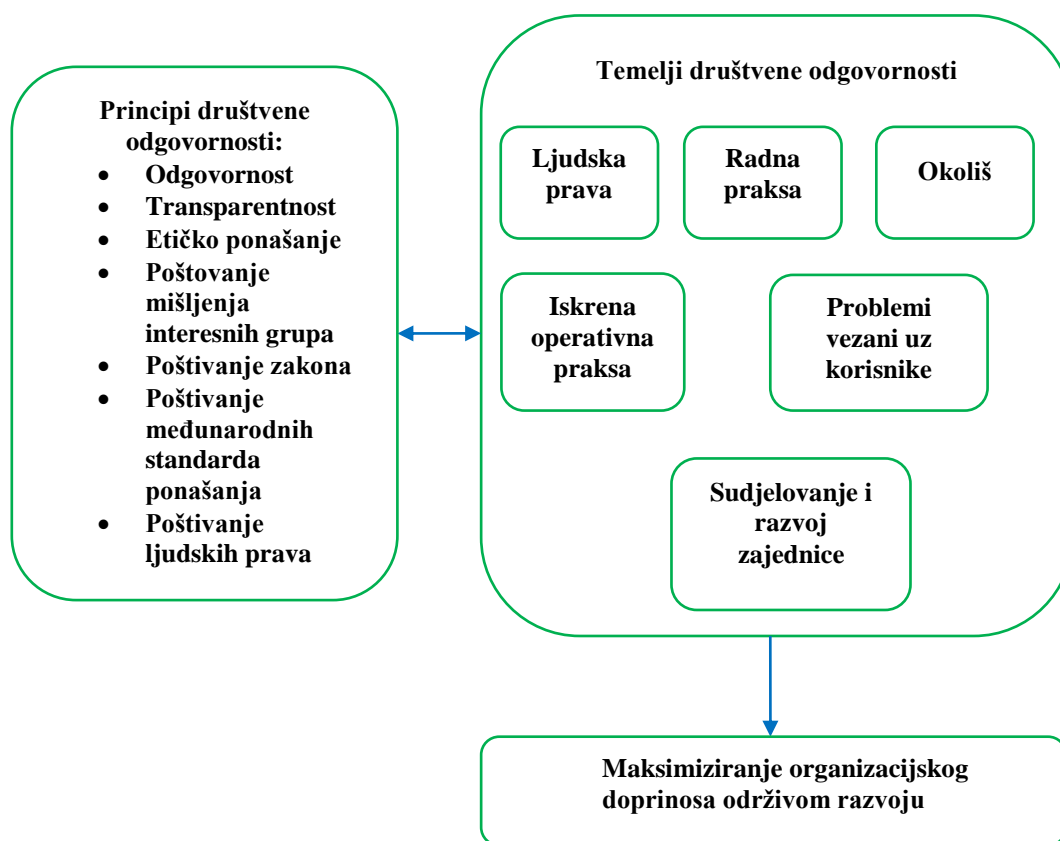 Principi društvene
odgovornosti:
• Odgovornost
• Transparentnost
• Etičko ponašanje
• Poštovanje
mišljenja
interesnih grupa
• Poštivanje zakona
• Poštivanje
međunarodnih
standarda
ponašanja
• Poštivanje
ljudskih prava
Temelji društvene odgovornosti
Ljudska
prava
Radna
praksa
Okoliš
Iskrena
operativna
praksa
Problemi
vezani uz
korisnike
Sudjelovanje i
razvoj
zajednice
Maksimiziranje organizacijskog
doprinosa održivom razvoju